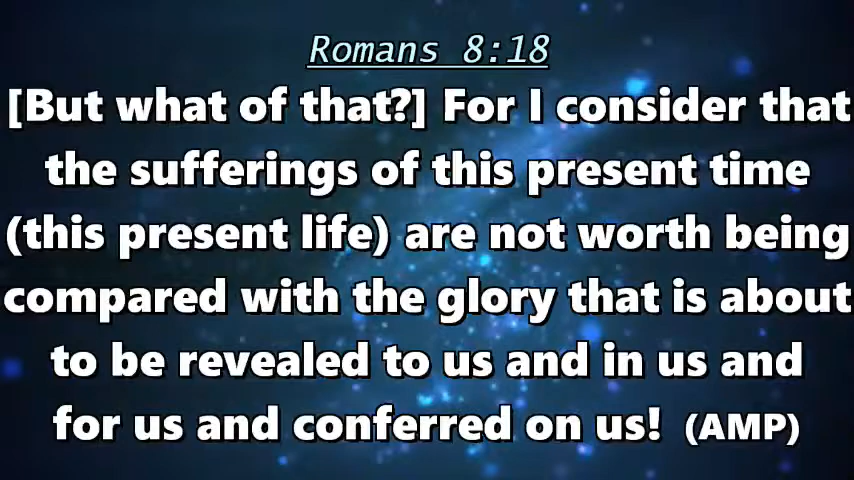 Romans 8:18
[But what of that?] For I consider that
the sufferings of this present time
(this present life) are not worth being
compared with the glory that is about
to be revealed to us and in us and
for us and conferred on us! (AMP)